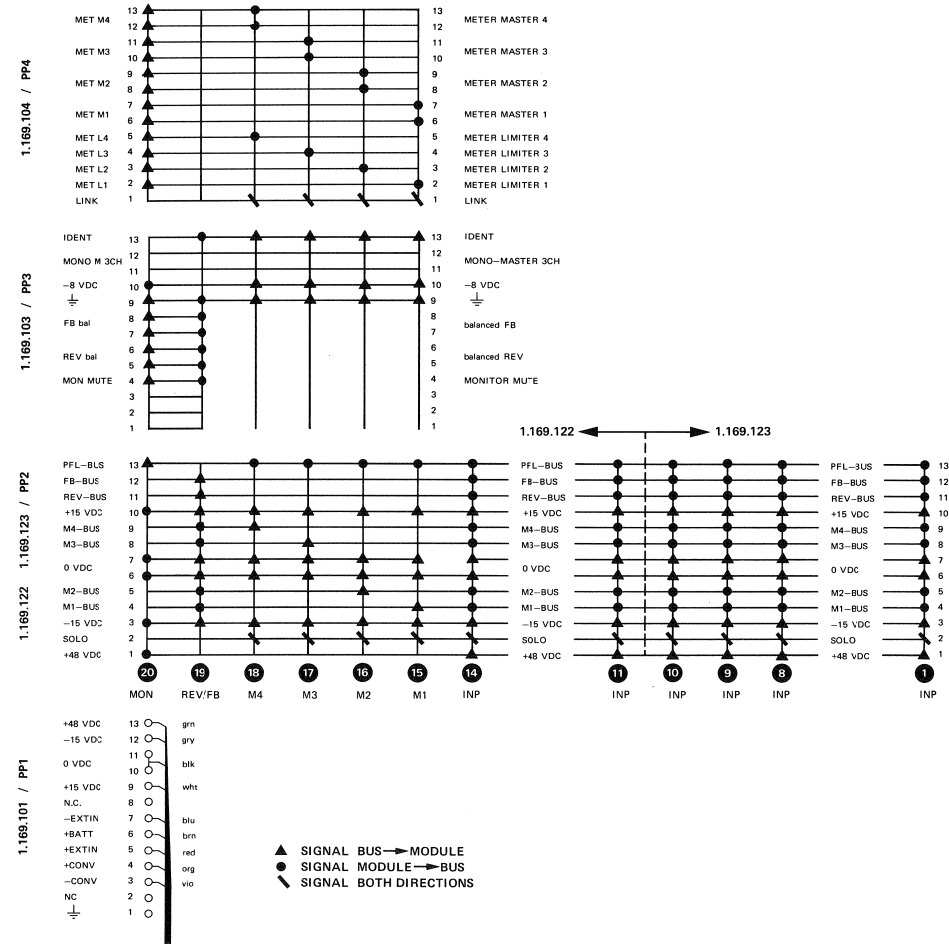 1.169.104 / PP4
13 13
MET M4 METER MASTER 4
12 12
11 11
MET M3 METER MASTER 3
10 10
9 9
MET M2 METER MASTER 2
8 8
7 7
MET M1 METER MASTER 1
6 6
MET L4 5 5 METER LIMITER 4
MET L3 4 4 METER LIMITER 3
MET L2 3 3 METER LIMITER 2
MET L1 2 2 METER LIMITER 1
LINK 1 1 LINK
1.169.103 / PP3
IDENT 13 13 IDENT
12 12
MONO M 3CH MONO-MASTER 3CH
11 11
-8 VDC 10 10 -8 VDC
9 9
8 8
FB bal balanced FB
7 7
6 6
REV bal balanced REV
5 5
MON MUTE 4 4 MONITOR MUTE
3 3
2 2
1 1
1.169.122 1.169.123
1.169.122 1.169.123 / PP2
PFL-BUS 13 PFL-BUS PFL-BUS 13
FB-BUS 12 FB-BUS FB-BUS 12
REV-BUS 11 REV-BUS REV-BUS 11
+15 VDC 10 +15 VDC +15 VDC 10
M4-BUS 9 M4-BUS M4-BUS 9
M3-BUS 8 M3-BUS M3-BUS 8
7 7
0 VDC 0 VDC 0 VDC
6 6
M2-BUS 5 M2-BUS M2-BUS 5
M1-BUS 4 M1-BUS M1-BUS 4
-15 VDC 3 -15 VDC -15 VDC 3
SOLO 2 SOLO SOLO 2
+48 VDC 1 +48 VDC +48 VDC 1
20 19 18 17 16 15 14 11 10 9 8 1
MON REV/FB M4 M3 M2 M1 INP INP INP INP INP INP
1.169.101 / PP1
+48 VDC 13 grn
-15 VDC 12 gry
11
0 VDC blk
10
+15 VDC 9 wht
N.C. 8
-EXTIN 7 blu
+BATT 6 brn
+EXTIN 5 red
+CONV 4 org
-CONV 3 vio
NC 2
1
SIGNAL BUS → MODULE
SIGNAL MODULE → BUS
SIGNAL BOTH DIRECTIONS